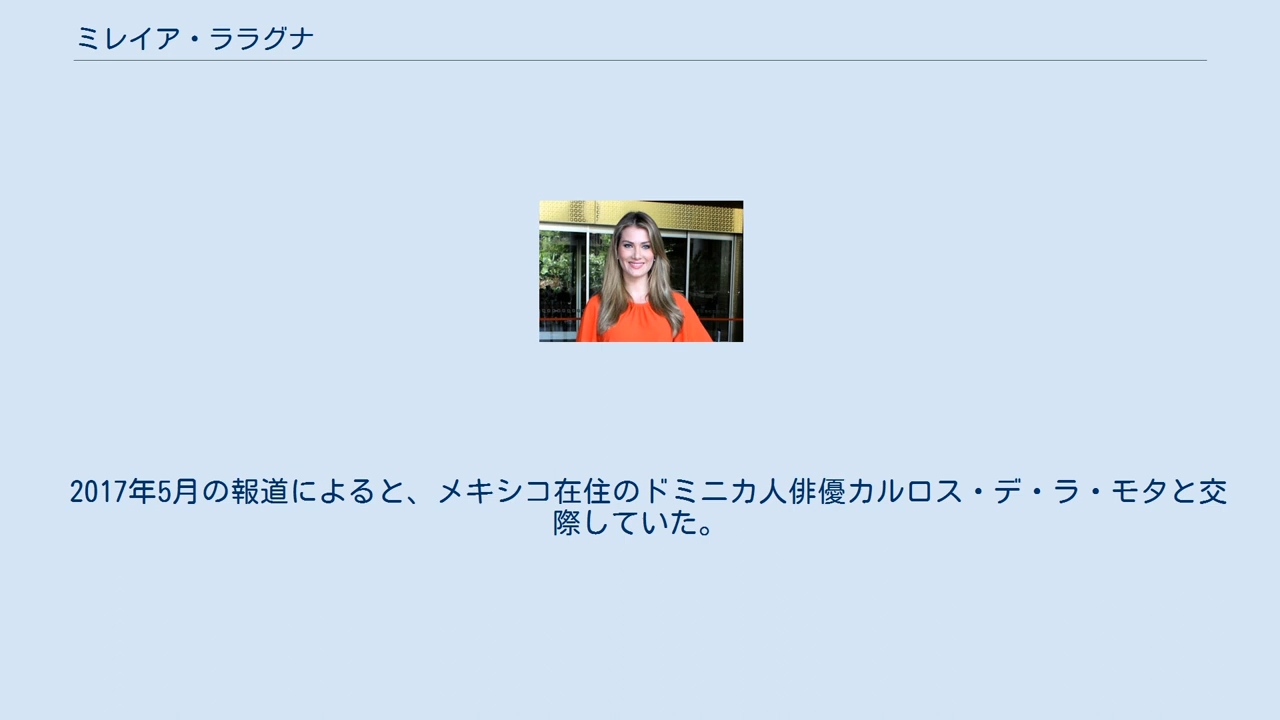 ミレイア・ララグナ
2017年5月の報道によると、メキシコ在住のドミニカ人俳優カルロス・デ・ラ・モタと交
際していた。